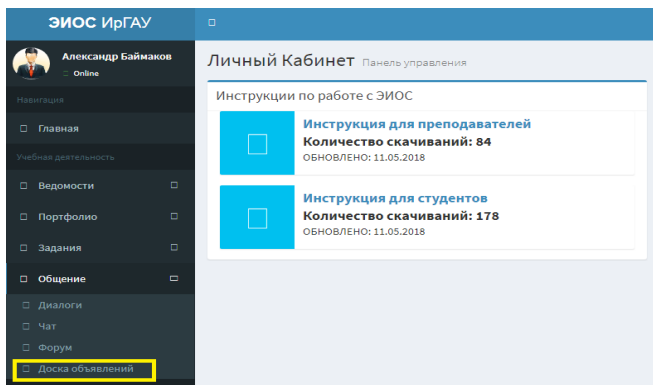 ЭИОС ИрГАУ
Александр Баймаков
Online
Навигация
Главная
Учебная деятельность
Ведомости
Портфолио
Задания
Общение
Диалоги
Чат
Форум
Доска объявлений
Личный Кабинет Панель управления
Инструкции по работе с ЭИОС
Инструкция для преподавателей
Количество скачиваний: 84
ОБНОВЛЕНО: 11.05.2018
Инструкция для студентов
Количество скачиваний: 178
ОБНОВЛЕНО: 11.05.2018